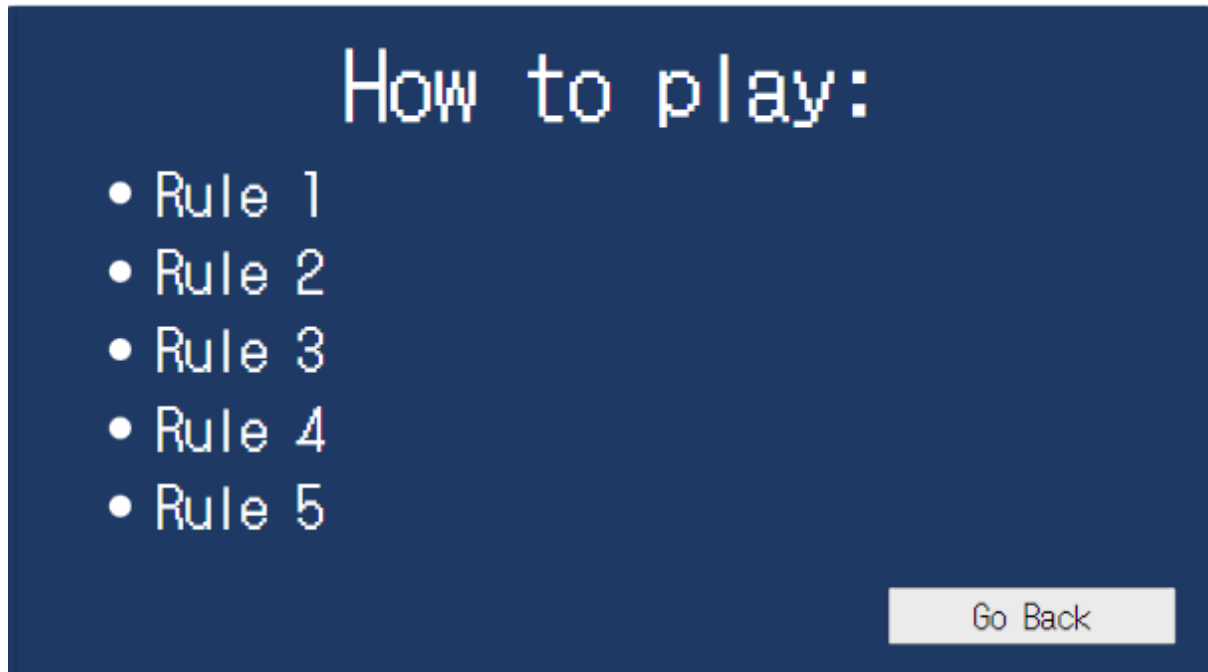 How to play:
• Rule 1
• Rule 2
• Rule 3
• Rule 4
• Rule 5
Go Back